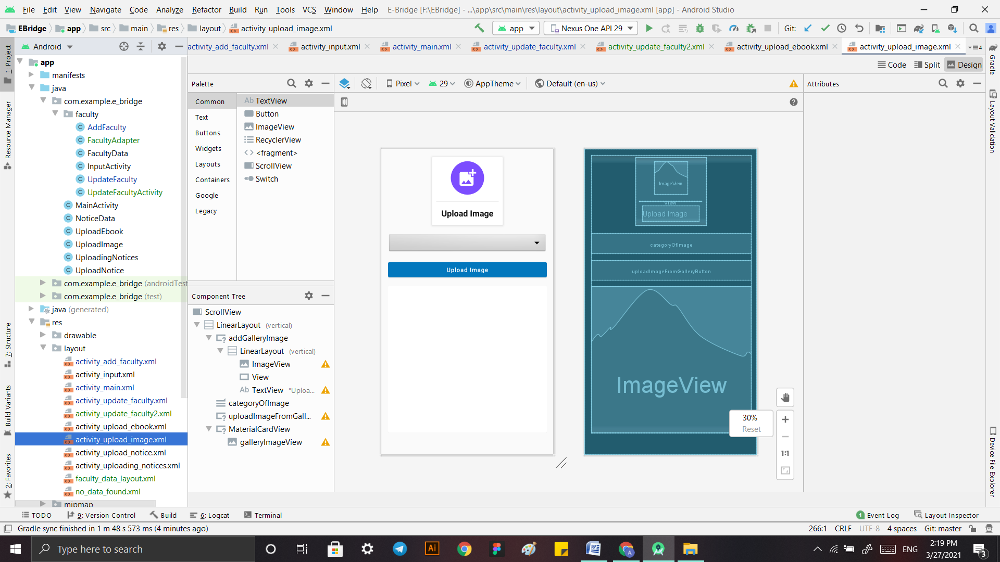 File Edit View Navigate Code Analyze Refactor Build Run Tools VCS Window Help E-Bridge [F:\EBridge] - ...\app\src\main\res\layout\activity_upload_image.xml [app] - Android Studio
EBridge app src main res layout activity_upload_image.xml app Nexus One API 29 Git:
Android activity_add_faculty.xml activity_input.xml activity_main.xml activity_update_faculty.xml activity_update_faculty2.xml activity_upload_ebook.xml activity_upload_image.xml 4
Code Split Design
Palette Pixel 29 AppTheme Default (en-us) Attributes
1: Project
Resource Manager
7: Structure
Build Variants
2: Favorites
app
manifests
java
com.example.e_bridge
faculty
AddFaculty
FacultyAdapter
FacultyData
InputActivity
UpdateFaculty
UpdateFacultyActivity
MainActivity
NoticeData
UploadEbook
UploadImage
UploadingNotices
UploadNotice
com.example.e_bridge (androidTest
com.example.e_bridge (test)
java (generated)
res
drawable
layout
activity_add_faculty.xml
activity_input.xml
activity_main.xml
activity_update_faculty.xml
activity_update_faculty2.xml
activity_upload_ebook.xml
activity_upload_image.xml
activity_upload_notice.xml
activity_uploading_notices.xml
faculty_data_layout.xml
no_data_found.xml
mipmap
Common
Text
Buttons
Widgets
Layouts
Containers
Google
Legacy
Ab TextView
Button
ImageView
RecyclerView
<fragment>
ScrollView
Switch
Component Tree
ScrollView
LinearLayout (vertical)
addGalleryImage
LinearLayout (vertical)
ImageView
View
Ab TextView "Uploa...
categoryOfImage
uploadImageFromGall...
MaterialCardView
galleryImageView
Upload Image
Upload Image
ImageView
View
Upload Image
categoryOfImage
uploadImageFromGalleryButton
ImageView
30%
Reset
1:1
Gradle
Layout Validation
Device File Explorer
TODO 9: Version Control Build 6: Logcat Terminal 1 Event Log Layout Inspector
Gradle sync finished in 1 m 48 s 573 ms (4 minutes ago) 266:1 CRLF UTF-8 4 spaces Git: master
Type here to search Ai W A ENG 2:19 PM
3/27/2021 3